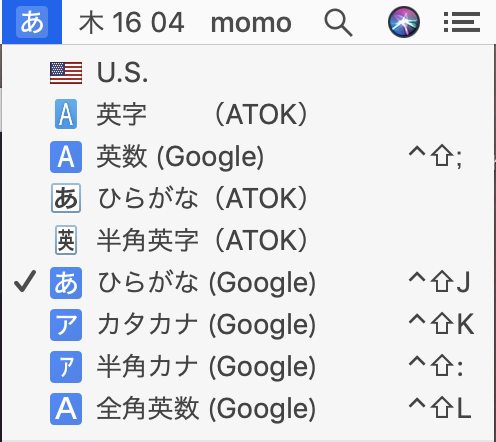 あ 木 16 04 momo
U.S.
A 英字 （ATOK）
A 英数 (Google) ^⇧;
あ ひらがな（ATOK）
英 半角英字（ATOK）
✓ あ ひらがな (Google) ^⇧J
ア カタカナ (Google) ^⇧K
ア 半角カナ (Google) ^⇧:
A 全角英数 (Google) ^⇧L